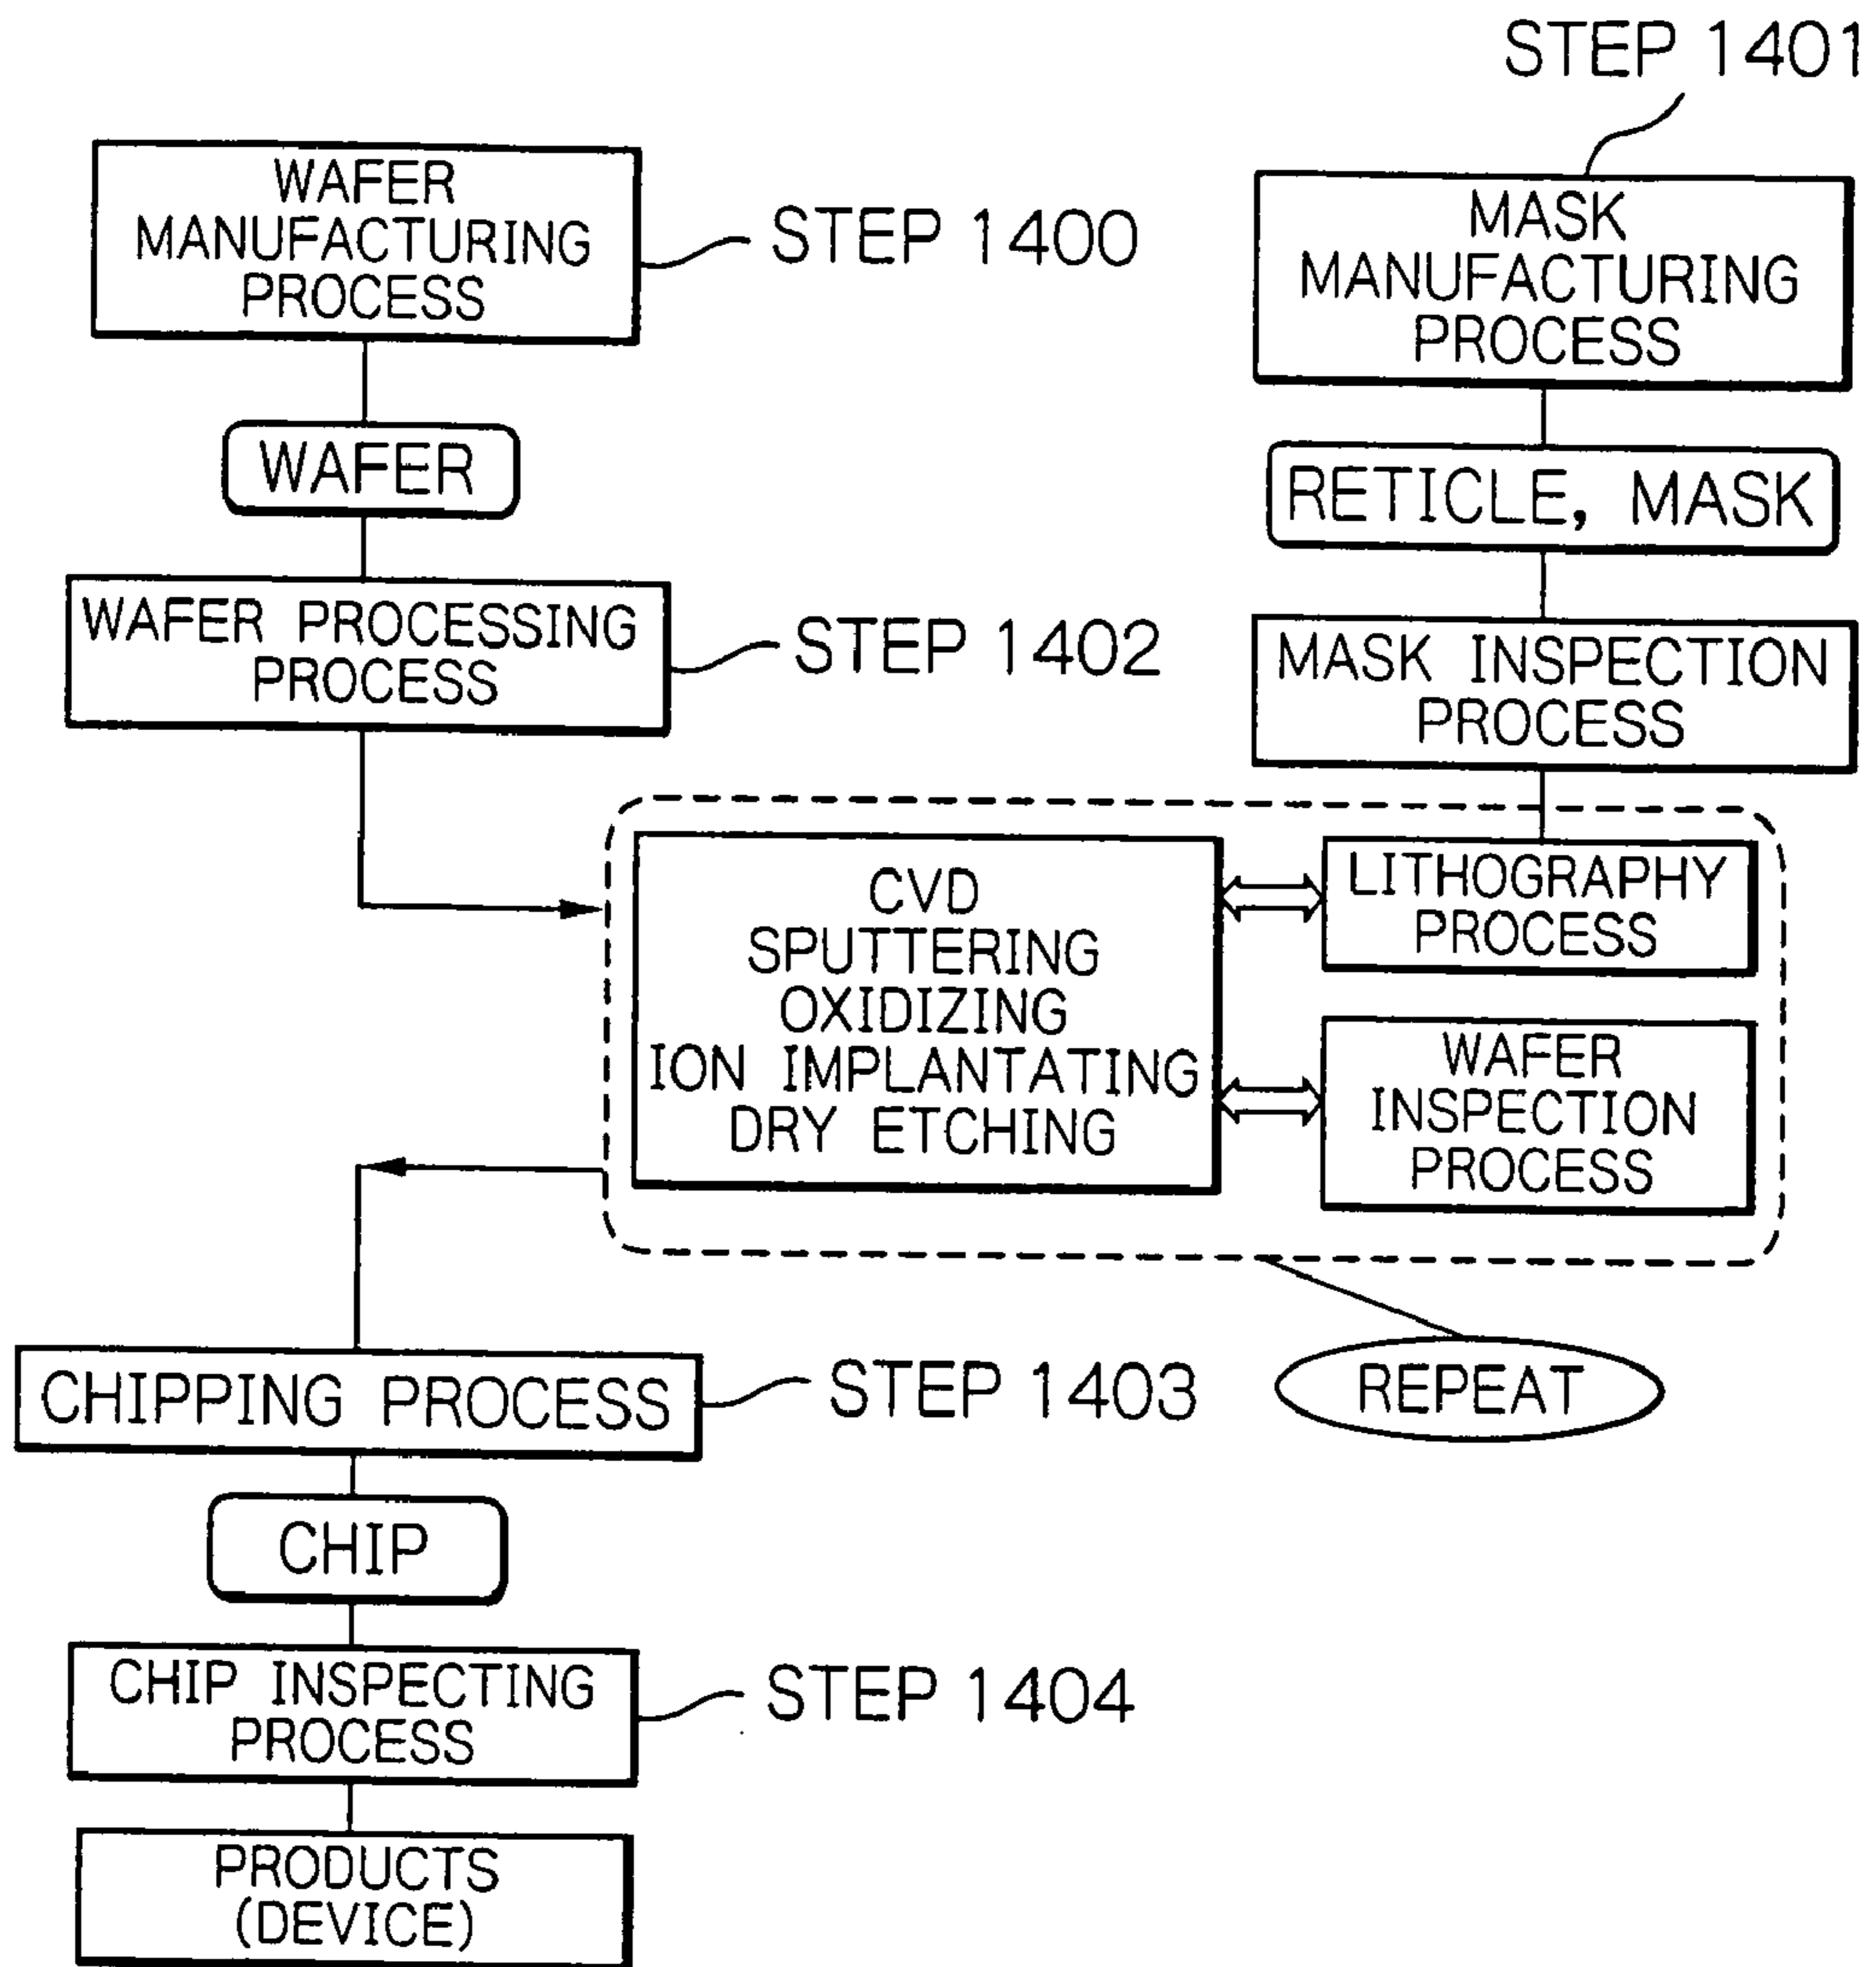 STEP 1401
WAFER
MANUFACTURING
PROCESS
STEP 1400
MASK
MANUFACTURING
PROCESS
WAFER
RETICLE, MASK
WAFER PROCESSING
PROCESS
STEP 1402
MASK INSPECTION
PROCESS
CVD
SPUTTERING
OXIDIZING
ION IMPLANTATING
DRY ETCHING
LITHOGRAPHY
PROCESS
WAFER
INSPECTION
PROCESS
CHIPPING PROCESS
STEP 1403
REPEAT
CHIP
CHIP INSPECTING
PROCESS
STEP 1404
PRODUCTS
(DEVICE)